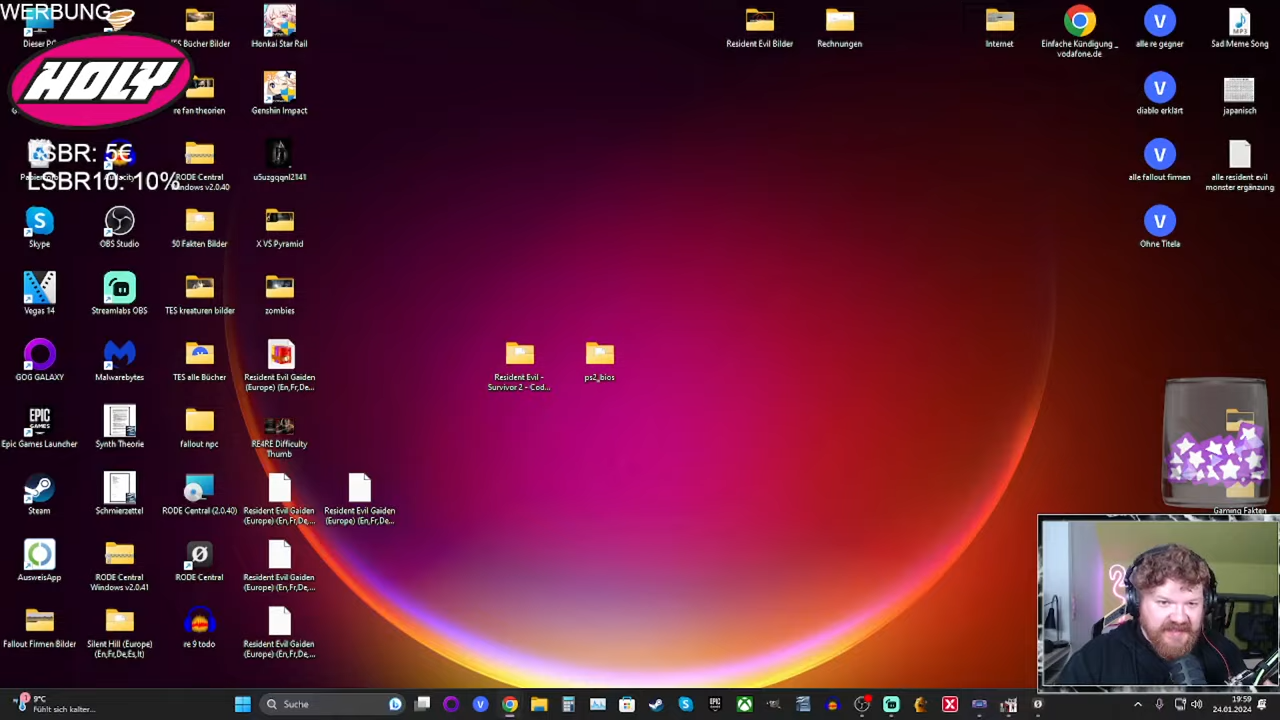 WERBUNG
HOLY
LSBR: 5€
LSBR10: 10%
Dieser PC
TES Bücher Bilder
Honkai Star Rail
Resident Evil Bilder
Rechnungen
Internet
Einfache Kündigung _
vodafone.de
alle re gegner
Sad Meme Song
re fan theorien
Genshin Impact
diablo erklärt
japanisch
RODE Central
Windows v2.0.40
u5uzgqqnl2141
alle fallout firmen
alle resident evil
monster ergänzung
Skype
OBS Studio
50 Fakten Bilder
X VS Pyramid
Ohne Titela
Vegas 14
Streamlabs OBS
TES kreaturen bilder
zombies
GOG GALAXY
Malwarebytes
TES alle Bücher
Resident Evil Gaiden
(Europe) (En,Fr,De...
Resident Evil -
Survivor 2 - Cod...
ps2_bios
Epic Games Launcher
Synth Theorie
fallout npc
RE4RE Difficulty
Thumb
Steam
Schmierzettel
RODE Central (2.0.40)
Resident Evil Gaiden
(Europe) (En,Fr,De,...
Resident Evil Gaiden
(Europe) (En,Fr,De...
Gaming Fakten
AusweisApp
RODE Central
Windows v2.0.41
RODE Central
Resident Evil Gaiden
(Europe) (En,Fr,De,...
Fallout Firmen Bilder
Silent Hill (Europe)
(En,Fr,De,Es,It)
re 9 todo
Resident Evil Gaiden
(Europe) (En,Fr,De,...
9°C
Fühlt sich kalter...
Suche
19:59
24.01.2024